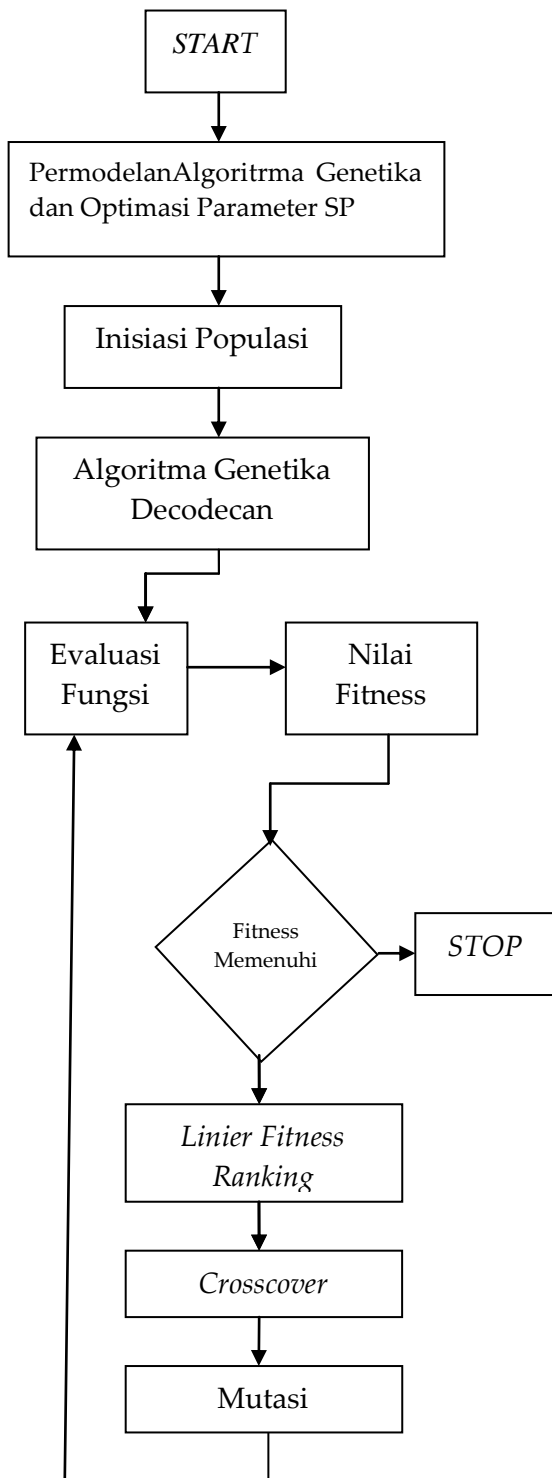 START
PermodelanAlgoritrma Genetika
dan Optimasi Parameter SP
Inisiasi Populasi
Algoritma Genetika
Decodecan
Evaluasi
Fungsi
Nilai
Fitness
Fitness
Memenuhi
STOP
Linier Fitness
Ranking
Crosscover
Mutasi